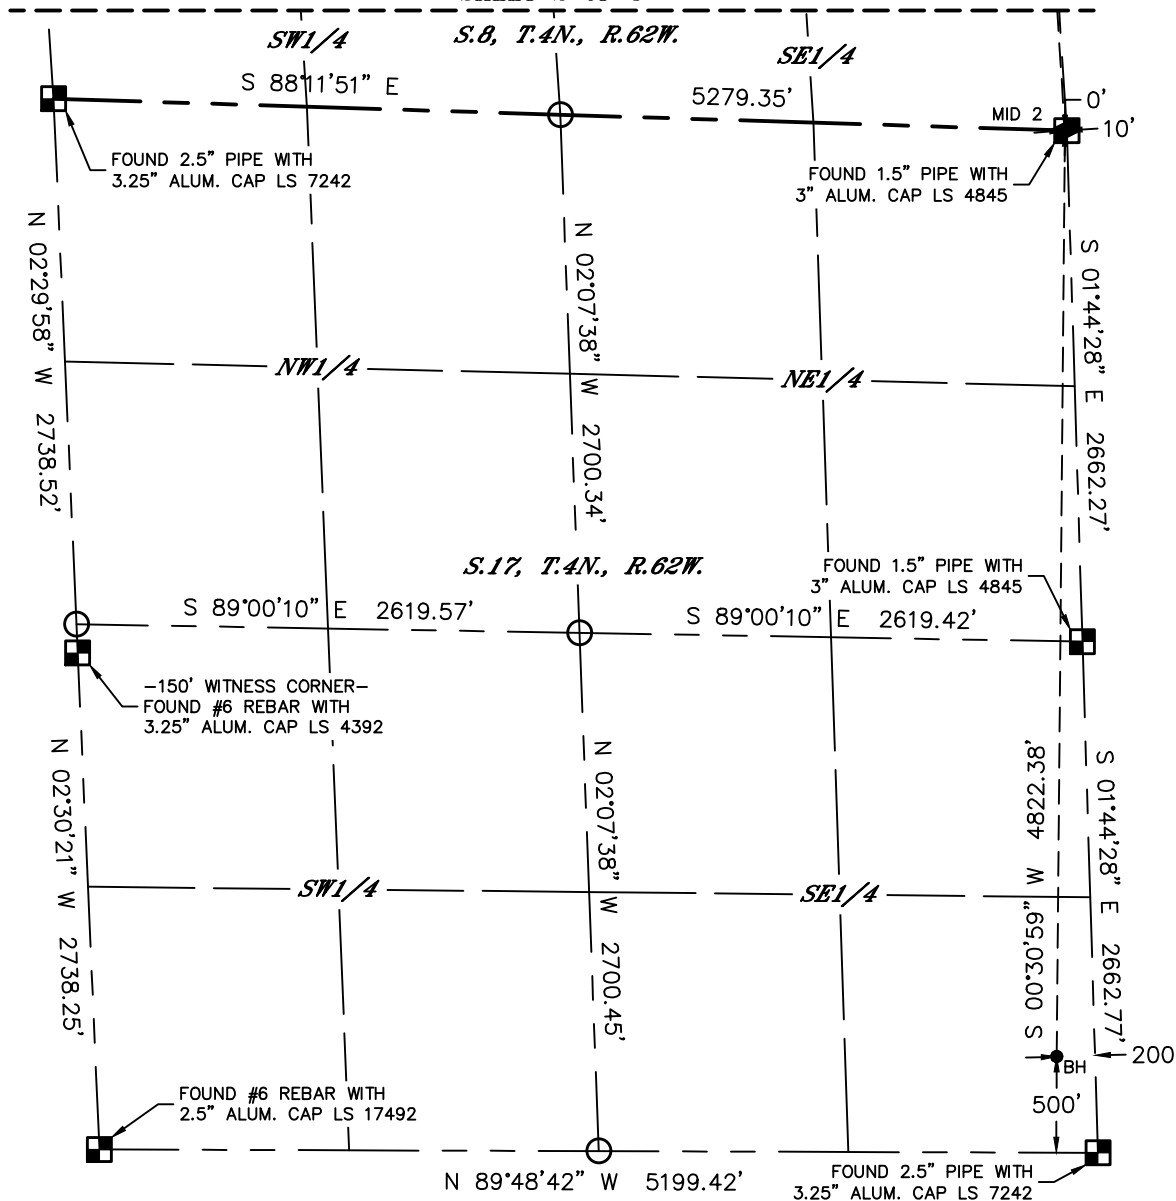 SW1/4
S.8, T.4N., R.62W.
SE1/4
S 88°11'51" E
5279.35'
MID 2
0'
10'
FOUND 2.5" PIPE WITH
3.25" ALUM. CAP LS 7242
FOUND 1.5" PIPE WITH
3" ALUM. CAP LS 4845
N 02°29'58" W 2738.52'
N 02°07'38" W 2700.34'
S 01°44'28" E 2662.27'
NW1/4
NE1/4
S.17, T.4N., R.62W.
FOUND 1.5" PIPE WITH
3" ALUM. CAP LS 4845
S 89°00'10" E 2619.57'
S 89°00'10" E 2619.42'
-150' WITNESS CORNER-
FOUND #6 REBAR WITH
3.25" ALUM. CAP LS 4392
N 02°30'21" W 2738.25'
N 02°07'38" W 2700.45'
S 00°30'59" W 4822.38'
S 01°44'28" E 2662.77'
SW1/4
SE1/4
BH
200
500'
FOUND #6 REBAR WITH
2.5" ALUM. CAP LS 17492
N 89°48'42" W 5199.42'
FOUND 2.5" PIPE WITH
3.25" ALUM. CAP LS 7242